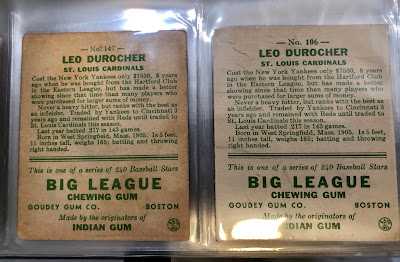 No. 147
LEO DUROCHER
ST. LOUIS CARDINALS
Cost the New York Yankees only $7500, 8 years
ago when he was bought from the Hartford Club
in the Eastern League, but has made a better
showing since that time than many players who
were purchased for larger sums of money.
Never a heavy hitter, but ranks with the best as
an infielder. Traded by Yankees to Cincinnati 3
years ago and remained with Reds until traded to
St. Louis Cardinals this season.
Last year batted .217 in 143 games.
Born in West Springfield, Mass. 1905. Is 5 feet,
11 inches tall, weighs 165; batting and throwing
right handed.
This is one of a series of 240 Baseball Stars
BIG LEAGUE
CHEWING GUM
GOUDEY GUM CO. BOSTON
Made by the originators of
INDIAN GUM
No. 106
LEO DUROCHER
ST. LOUIS CARDINALS
Cost the New York Yankees only $7500, 8 years
ago when he was bought from the Hartford Club
in the Eastern League, but has made a better
showing since that time than many players who
were purchased for larger sums of money.
Never a heavy hitter, but ranks with the best as
an infielder. Traded by Yankees to Cincinnati 3
years ago and remained with Reds until traded to
St. Louis Cardinals this season.
Last year batted .217 in 143 games.
Born in West Springfield, Mass. 1905. Is 5 feet,
11 inches tall, weighs 165; batting and throwing
right handed.
This is one of a series of 240 Baseball Stars
BIG LEAGUE
CHEWING GUM
GOUDEY GUM CO. BOSTON
Made by the originators of
INDIAN GUM